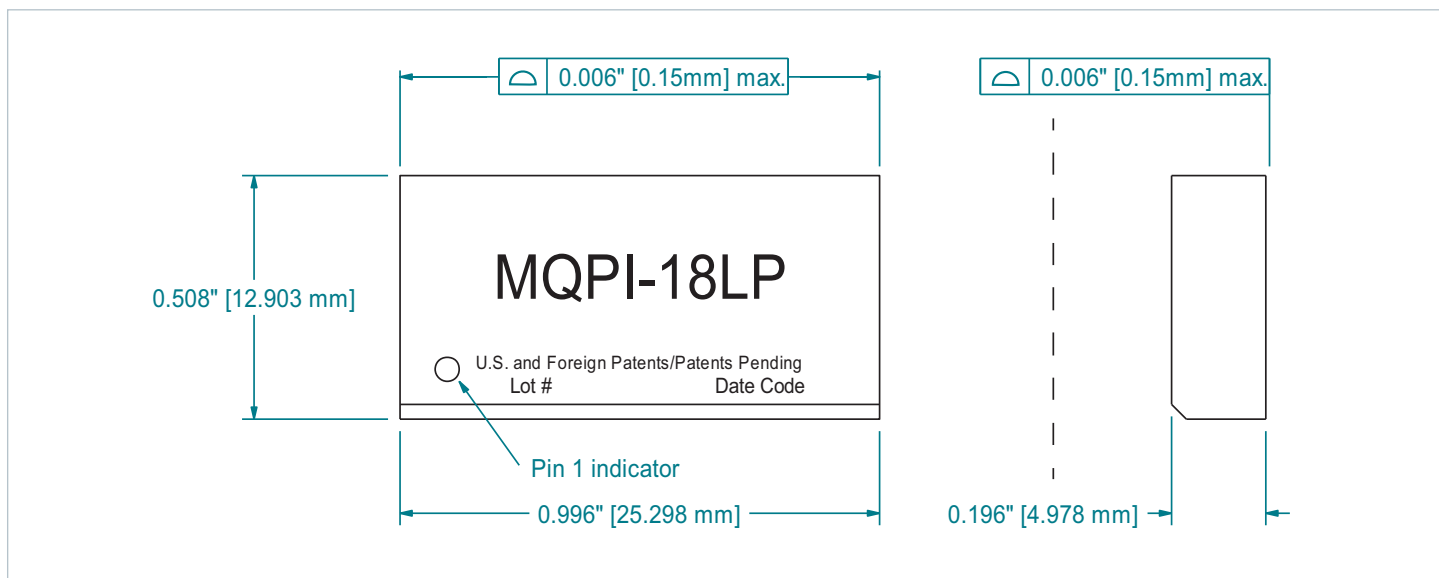 0.006" [0.15mm] max.
0.006" [0.15mm] max.
0.508" [12.903 mm]
MQPI-18LP
U.S. and Foreign Patents/Patents Pending
Lot # Date Code
Pin 1 indicator
0.996" [25.298 mm]
0.196" [4.978 mm]